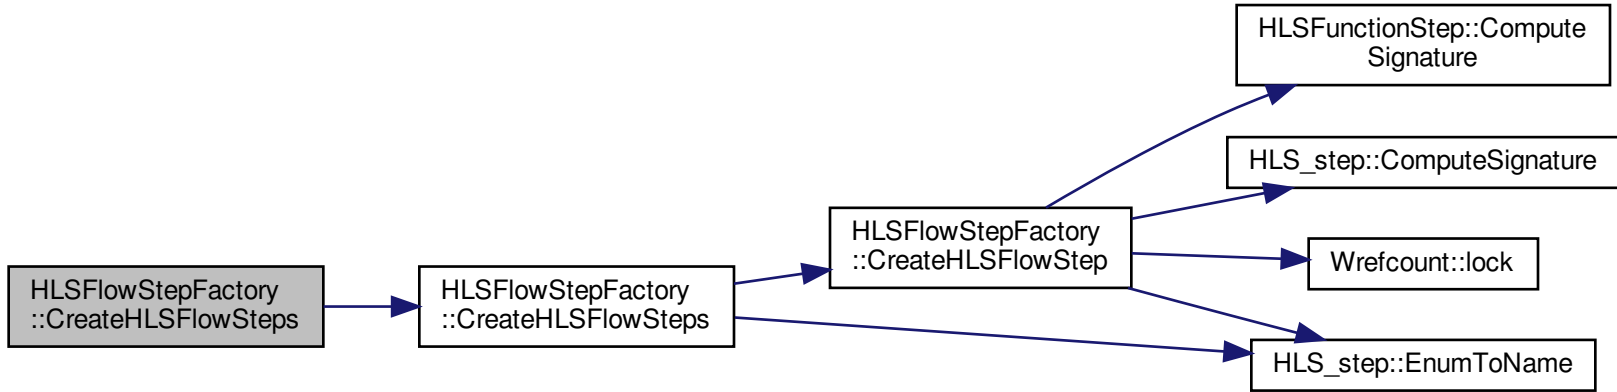 HLSFlowStepFactory
::CreateHLSFlowSteps
HLSFlowStepFactory
::CreateHLSFlowSteps
HLSFlowStepFactory
::CreateHLSFlowStep
HLSFunctionStep::Compute
Signature
HLS_step::ComputeSignature
Wrefcount::lock
HLS_step::EnumToName